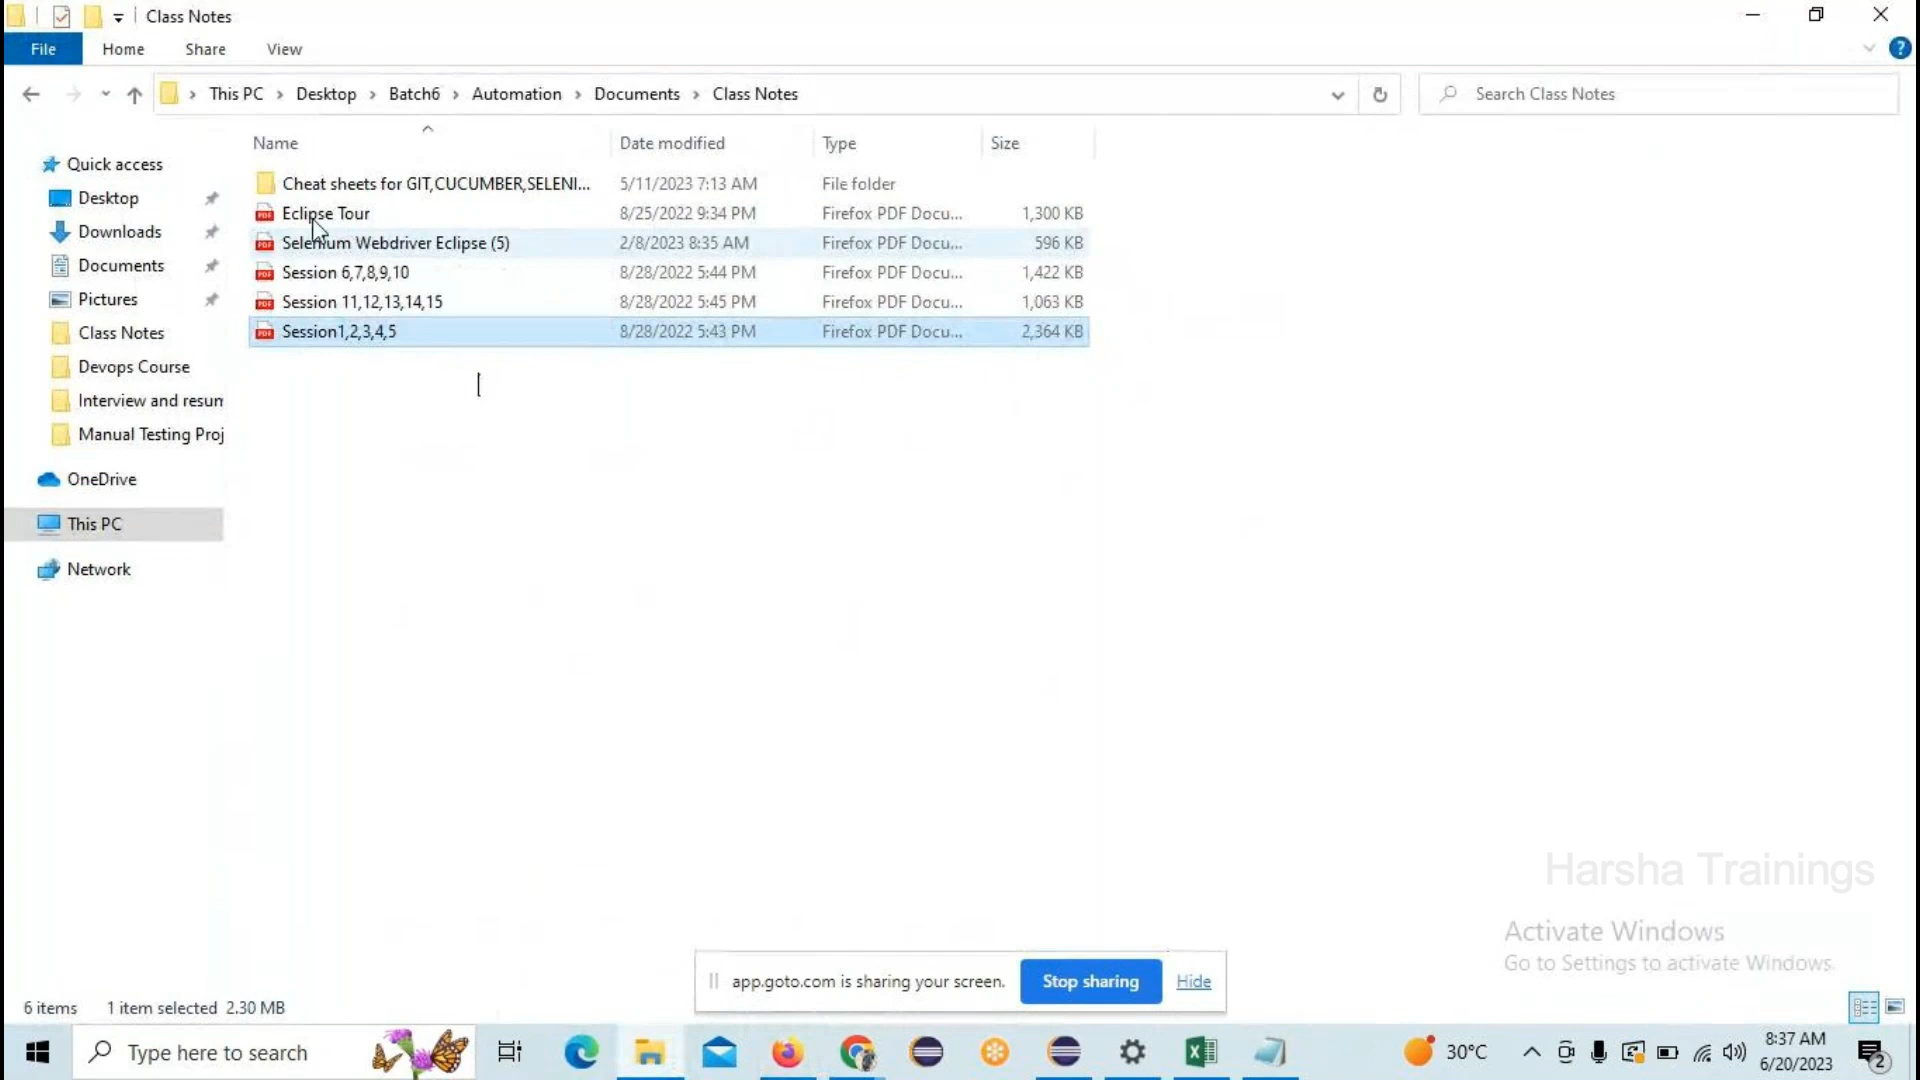 Class Notes
File Home Share View
This PC Desktop Batch6 Automation Documents Class Notes
Search Class Notes
Name Date modified Type Size
Quick access
Desktop
Downloads
Documents
Pictures
Class Notes
Devops Course
Interview and resum
Manual Testing Proj
OneDrive
This PC
Network
Cheat sheets for GIT,CUCUMBER,SELENI... 5/11/2023 7:13 AM File folder
Eclipse Tour 8/25/2022 9:34 PM Firefox PDF Docu... 1,300 KB
Selenium Webdriver Eclipse (5) 2/8/2023 8:35 AM Firefox PDF Docu... 596 KB
Session 6,7,8,9,10 8/28/2022 5:44 PM Firefox PDF Docu... 1,422 KB
Session 11,12,13,14,15 8/28/2022 5:45 PM Firefox PDF Docu... 1,063 KB
Session1,2,3,4,5 8/28/2022 5:43 PM Firefox PDF Docu... 2,364 KB
Harsha Trainings
Activate Windows
Go to Settings to activate Windows.
app.goto.com is sharing your screen. Stop sharing Hide
6 items 1 item selected 2.30 MB
Type here to search
30°C
8:37 AM
6/20/2023
2